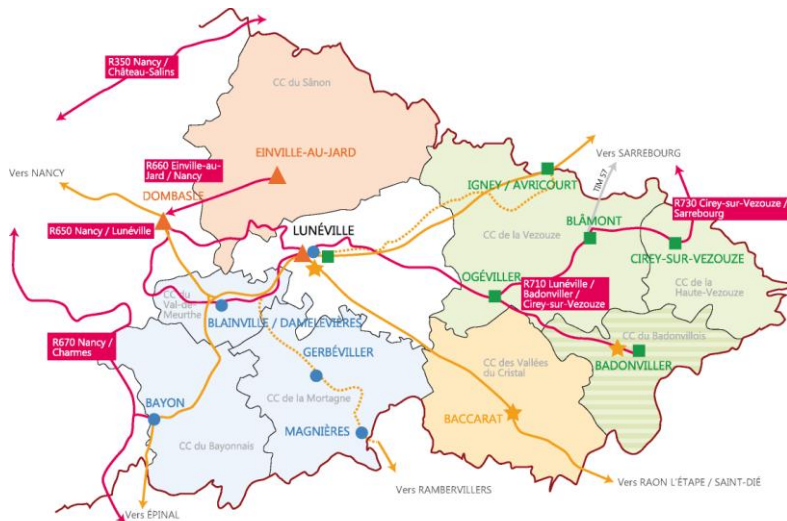 R350 Nancy /
Château-Salins
CC du Sânon
EINVILLE-AU-JARD
R660 Einville-au-
Jard / Nancy
Vers NANCY
DOMBASLE
R650 Nancy / Lunéville
LUNÉVILLE
Vers SARREBOURG
TIM 57
IGNEY / AVRICOURT
R730 Cirey-sur-Vezouze /
Sarrebourg
BLÂMONT
CC de la Vezouze
CIREY-SUR-VEZOUZE
CC de la
Haute-Vezouze
OGÉVILLER
R710 Lunéville /
Badonviller /
Cirey-sur-Vezouze
CC du
Val-de-
Meurthe
BLAINVILLE / DAMELEVIÈRES
CC du Badonvillois
BADONVILLER
R670 Nancy /
Charmes
GERBÉVILLER
CC des Vallées
du Cristal
BAYON
CC de la Mortagne
BACCARAT
MAGNIÈRES
CC du Bayonnais
Vers RAON L'ÉTAPE / SAINT-DIÉ
Vers RAMBERVILLERS
Vers ÉPINAL